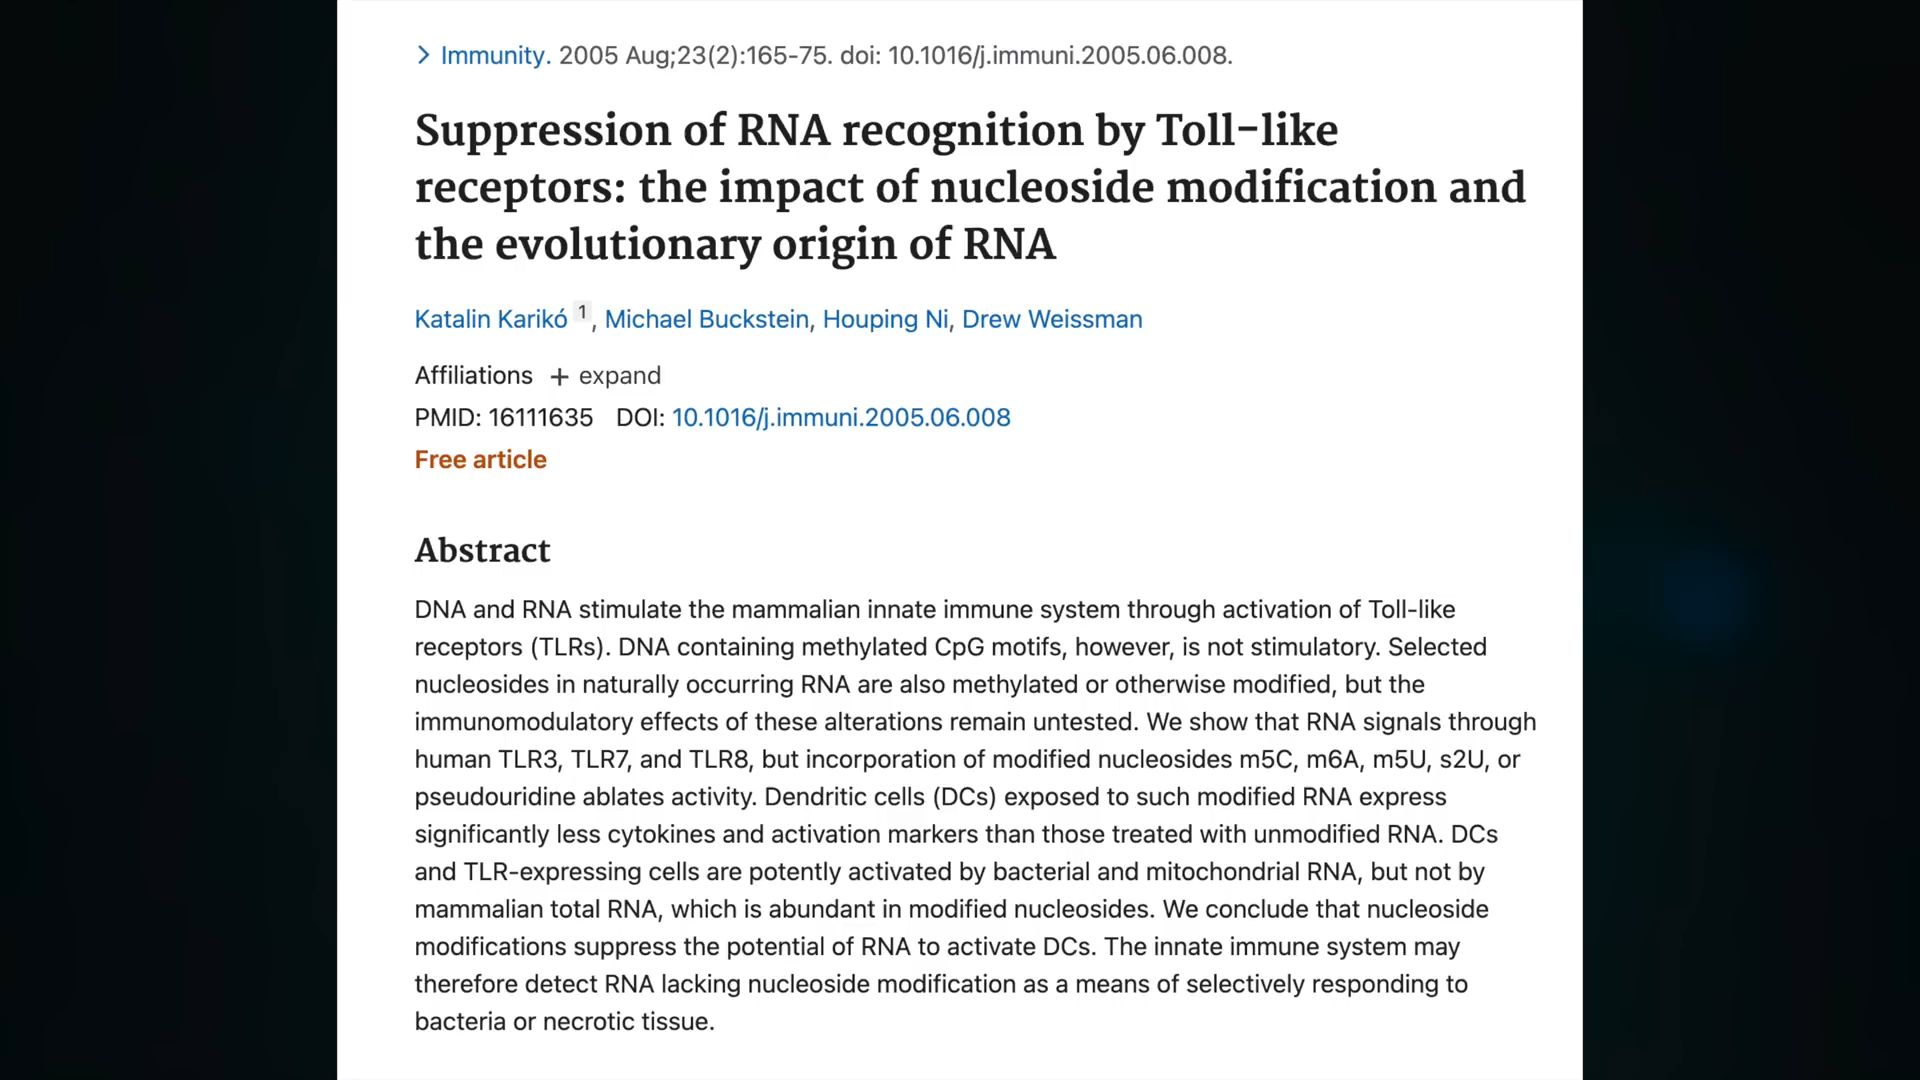 > Immunity. 2005 Aug;23(2):165-75. doi: 10.1016/j.immuni.2005.06.008.
Suppression of RNA recognition by Toll-like
receptors: the impact of nucleoside modification and
the evolutionary origin of RNA
Katalin Karikó 1, Michael Buckstein, Houping Ni, Drew Weissman
Affiliations + expand
PMID: 16111635 DOI: 10.1016/j.immuni.2005.06.008
Free article
Abstract
DNA and RNA stimulate the mammalian innate immune system through activation of Toll-like
receptors (TLRs). DNA containing methylated CpG motifs, however, is not stimulatory. Selected
nucleosides in naturally occurring RNA are also methylated or otherwise modified, but the
immunomodulatory effects of these alterations remain untested. We show that RNA signals through
human TLR3, TLR7, and TLR8, but incorporation of modified nucleosides m5C, m6A, m5U, s2U, or
pseudouridine ablates activity. Dendritic cells (DCs) exposed to such modified RNA express
significantly less cytokines and activation markers than those treated with unmodified RNA. DCs
and TLR-expressing cells are potently activated by bacterial and mitochondrial RNA, but not by
mammalian total RNA, which is abundant in modified nucleosides. We conclude that nucleoside
modifications suppress the potential of RNA to activate DCs. The innate immune system may
therefore detect RNA lacking nucleoside modification as a means of selectively responding to
bacteria or necrotic tissue.